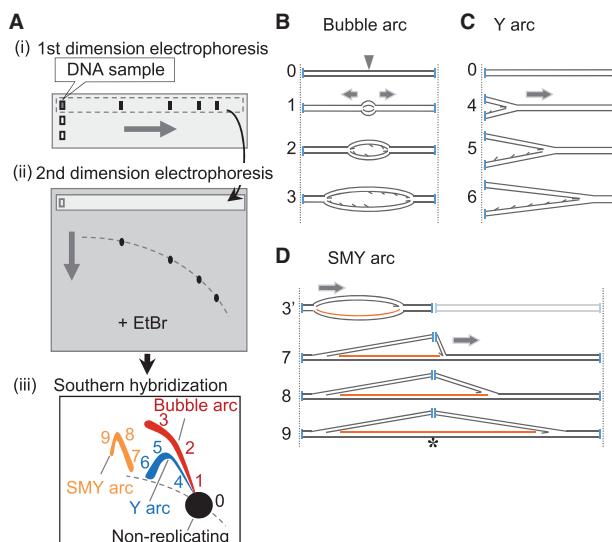 A
(i) 1st dimension electrophoresis
DNA sample
(ii) 2nd dimension electrophoresis
+ EtBr
(iii) Southern hybridization
Bubble arc
9 8 7
3
2
1
5
6
4
0
SMY arc
Y arc
Non-replicating
B
Bubble arc
0
1
2
3
C
Y arc
0
4
5
6
D
SMY arc
3'
7
8
9
*